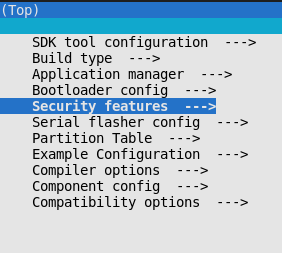 (Top)
SDK tool configuration  --->
Build type  --->
Application manager  --->
Bootloader config  --->
Security features  --->
Serial flasher config  --->
Partition Table  --->
Example Configuration  --->
Compiler options  --->
Component config  --->
Compatibility options  --->